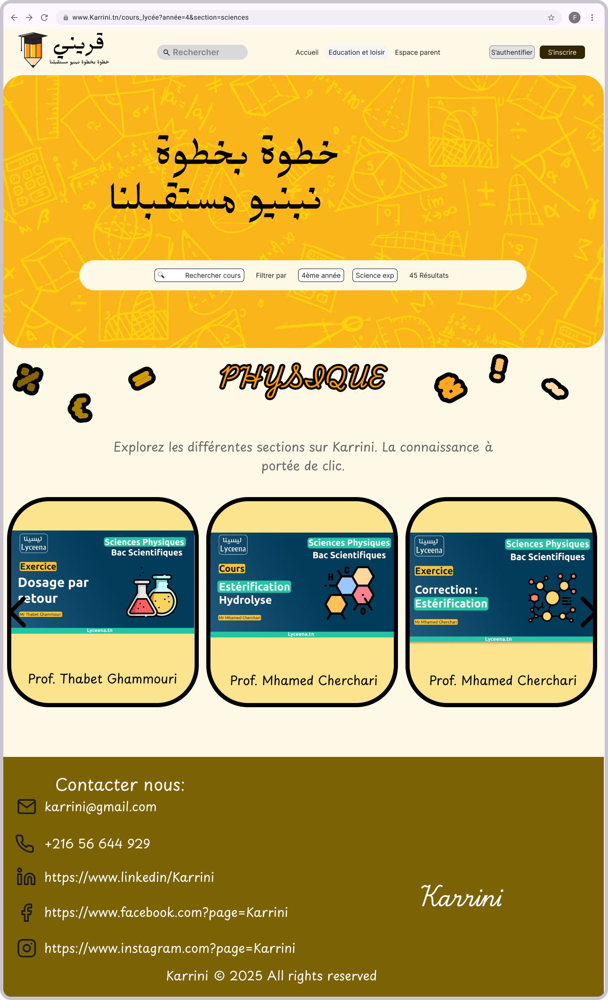 www.Karrini.tn/cours_lycée?année=4&section=sciences
F
قريني
خطوة بخطوة نبنيو مستقبلنا
Rechercher
Accueil
Education et loisir
Espace parent
S'authentifier
S'inscrire
خطوة بخطوة
نبنيو مستقبلنا
Rechercher cours
Filtrer par
4ème année
Science exp
45 Résultats
PHYSIQUE
Explorez les différentes sections sur Karrini. La connaissance à
portée de clic.
ليسينا
Lyceena
Sciences Physiques
Bac Scientifiques
Exercice
Dosage par
retour
Mr Thabet Ghammouri
Lyceena.tn
Prof. Thabet Ghammouri
ليسينا
Lyceena
Sciences Physiques
Bac Scientifiques
Cours
Estérification
Hydrolyse
H
C
O
Mr Mhamed Cherchari
Lyceena.tn
Prof. Mhamed Cherchari
ليسينا
Lyceena
Sciences Physiques
Bac Scientifiques
Exercice
Correction :
Estérification
Mr Mhamed Cherchari
Lyceena.tn
Prof. Mhamed Cherchari
Contacter nous:
karrini@gmail.com
+216 56 644 929
https://www.linkedin/Karrini
https://www.facebook.com?page=Karrini
https://www.instagram.com?page=Karrini
Karrini
Karrini © 2025 All rights reserved